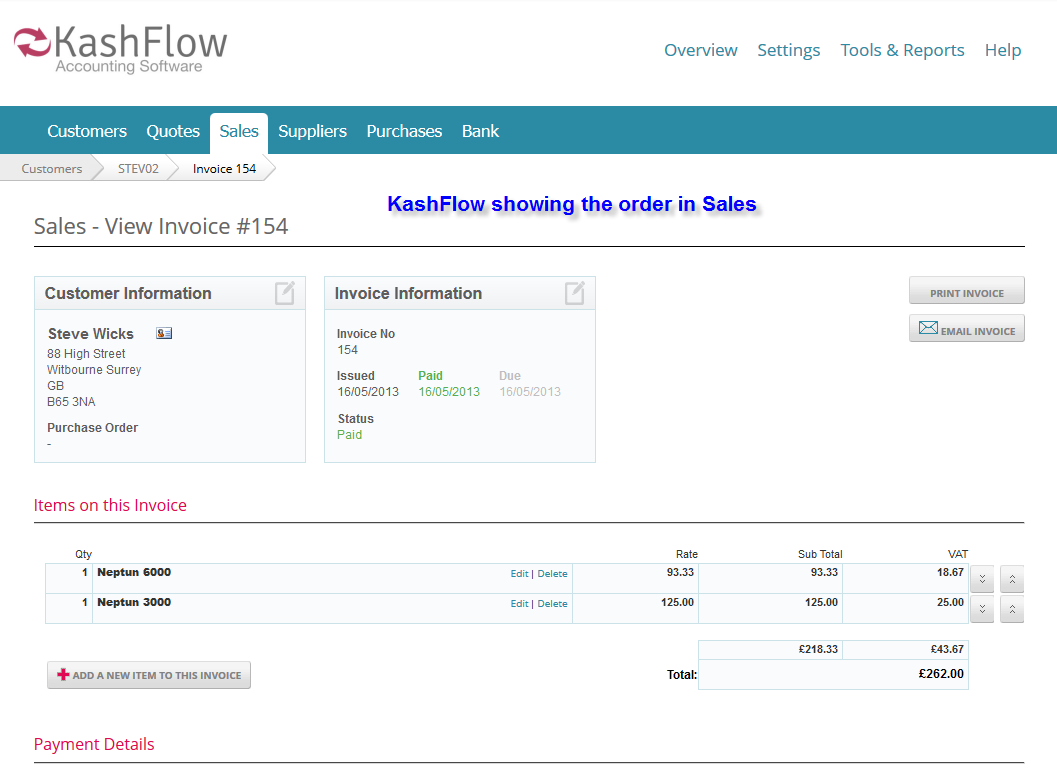 KashFlow
Accounting Software
Overview Settings Tools & Reports Help
Customers Quotes Sales Suppliers Purchases Bank
Customers STEV02 Invoice 154
KashFlow showing the order in Sales
Sales - View Invoice #154
Customer Information
Steve Wicks
88 High Street
Witbourne Surrey
GB
B65 3NA
Purchase Order
-
Invoice Information
Invoice No
154
Issued Paid Due
16/05/2013 16/05/2013 16/05/2013
Status
Paid
PRINT INVOICE
EMAIL INVOICE
Items on this Invoice
Qty Rate Sub Total VAT
1 Neptun 6000 Edit | Delete 93.33 93.33 18.67
1 Neptun 3000 Edit | Delete 125.00 125.00 25.00
£218.33 £43.67
ADD A NEW ITEM TO THIS INVOICE Total: £262.00
Payment Details